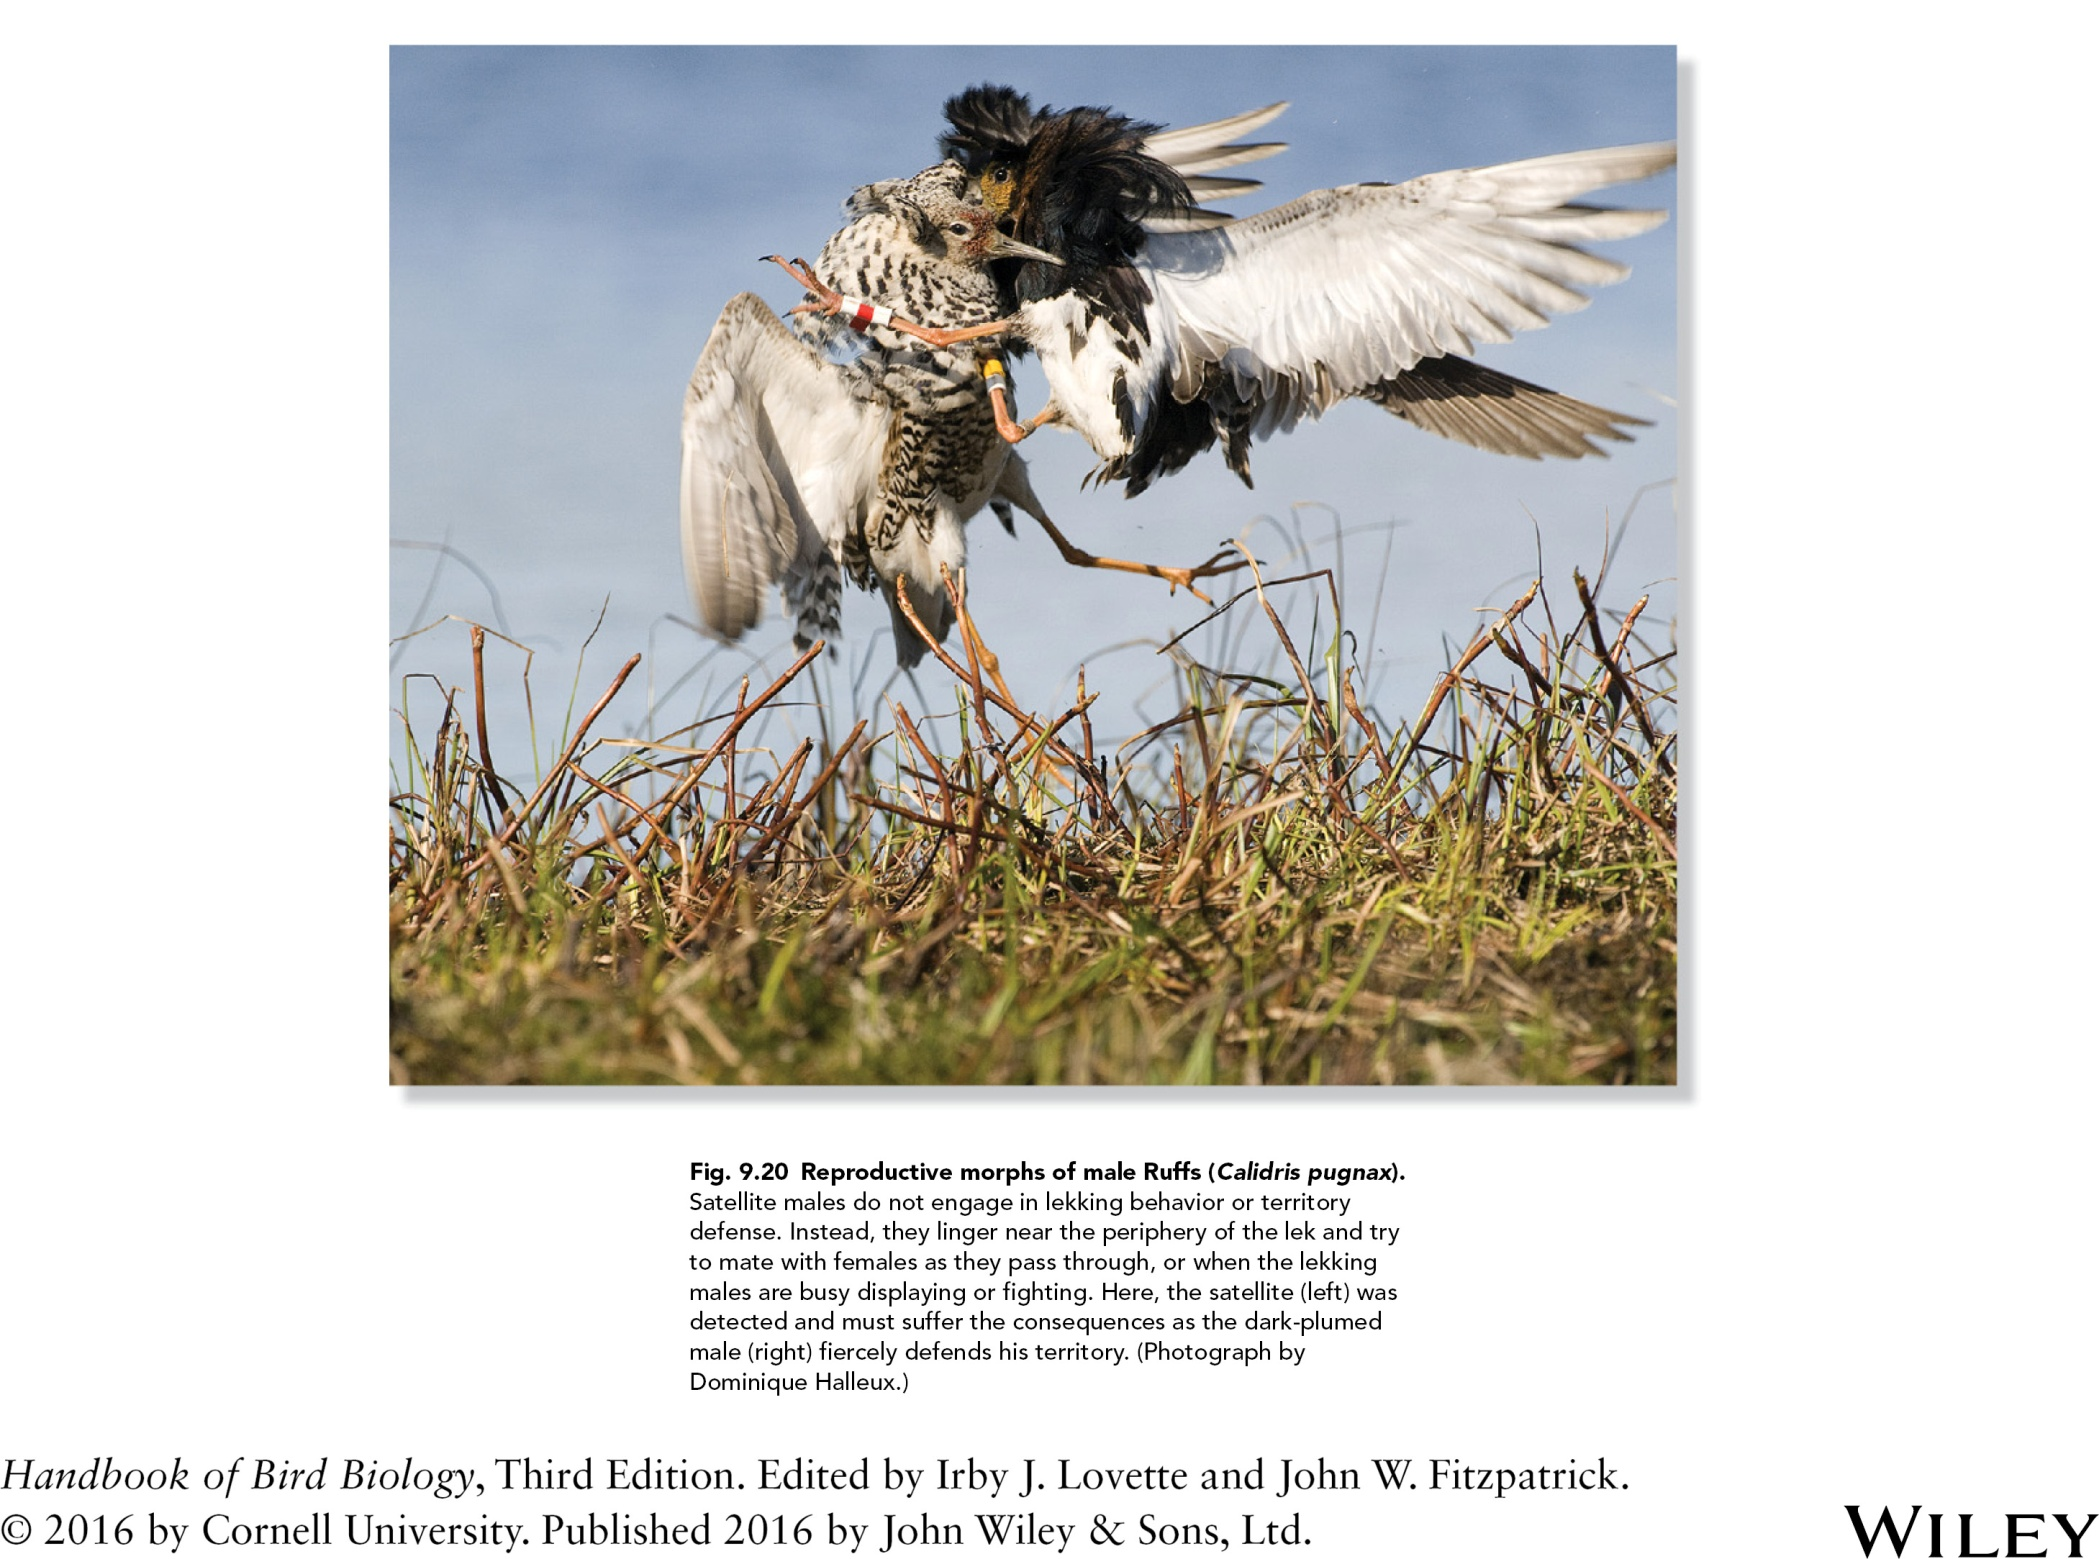 Fig. 9.20 Reproductive morphs of male Ruffs (Calidris pugnax).
Satellite males do not engage in lekking behavior or territory
defense. Instead, they linger near the periphery of the lek and try
to mate with females as they pass through, or when the lekking
males are busy displaying or fighting. Here, the satellite (left) was
detected and must suffer the consequences as the dark-plumed
male (right) fiercely defends his territory. (Photograph by
Dominique Halleux.)
Handbook of Bird Biology, Third Edition. Edited by Irby J. Lovette and John W. Fitzpatrick.
© 2016 by Cornell University. Published 2016 by John Wiley & Sons, Ltd.
WILEY